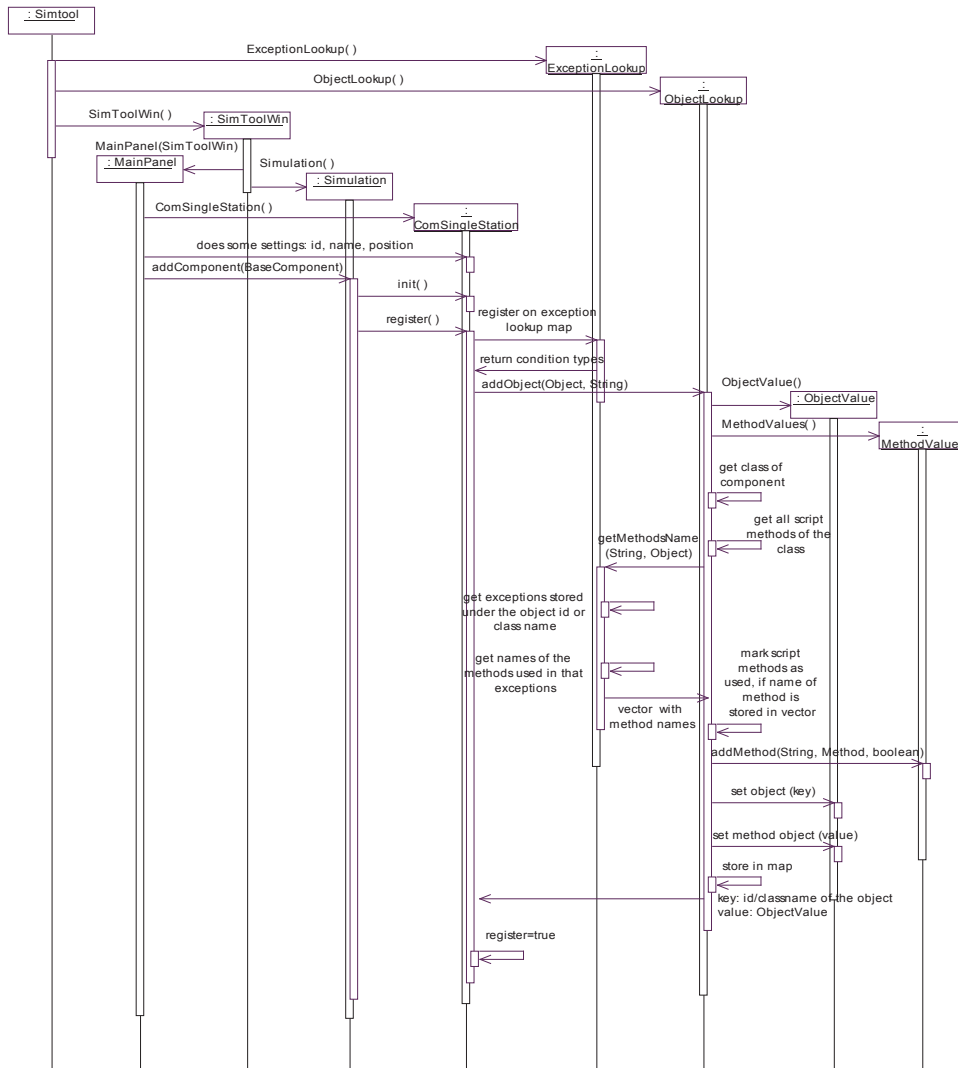 : Simtool
ExceptionLookup( )
:
ExceptionLookup
ObjectLookup( )
:
ObjectLookup
SimToolWin( )
: SimToolWin
MainPanel(SimToolWin)
: MainPanel
Simulation( )
: Simulation
ComSingleStation( )
:
ComSingleStation
does some settings: id, name, position
addComponent(BaseComponent)
init( )
register( )
register on exception
lookup map
return condition types
addObject(Object, String)
ObjectValue()
: ObjectValue
MethodValues( )
:
MethodValue
get class of
component
get all script
methods of the
class
getMethodsName
(String, Object)
get exceptions stored
under the object id or
class name
get names of the
methods used in that
exceptions
mark script
methods as
used, if name of
method is
stored in vector
vector with
method names
addMethod(String, Method, boolean)
set object (key)
set method object (value)
store in map
key: id/classname of the object
value: ObjectValue
register=true